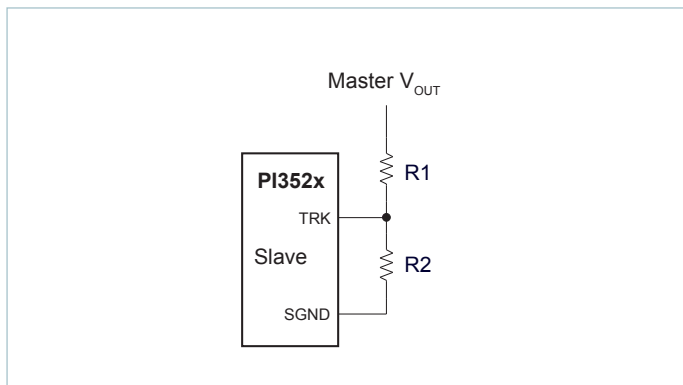 Master V_OUT
R1
PI352x
TRK
Slave
R2
SGND